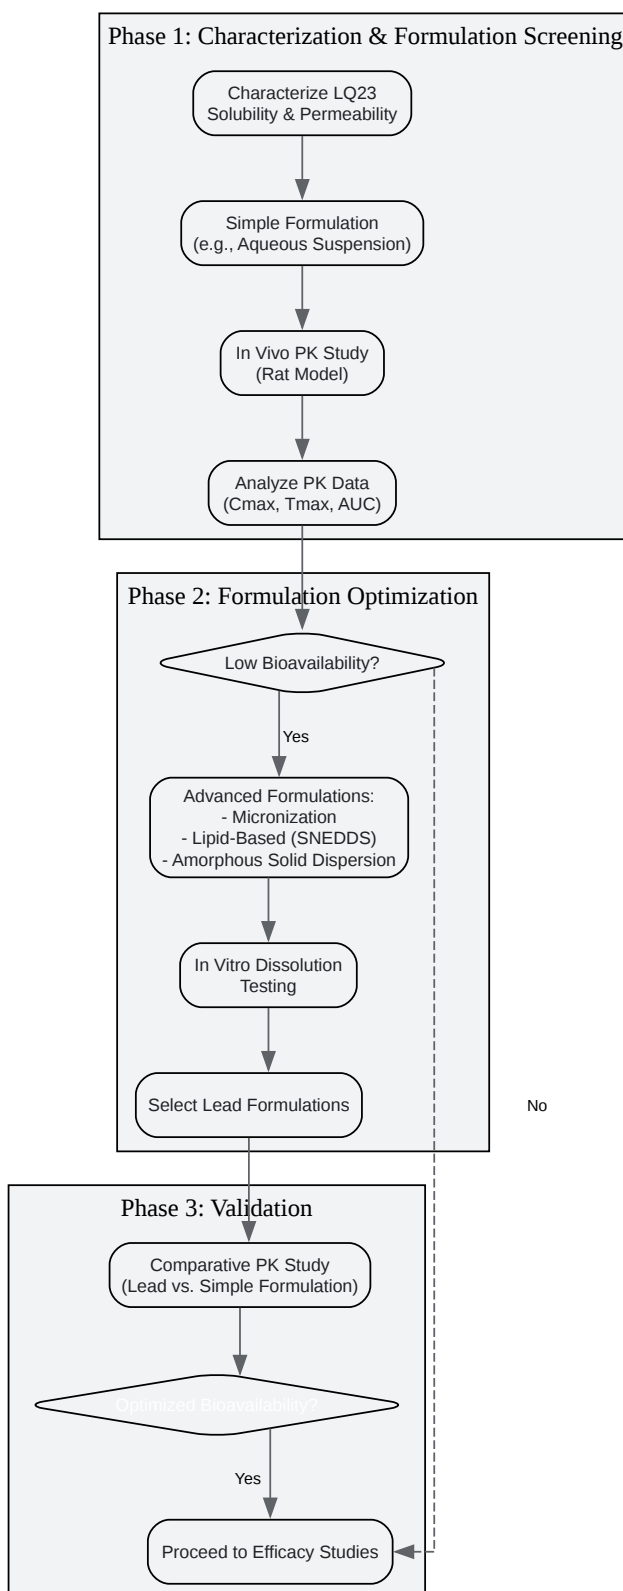 Phase 1: Characterization & Formulation Screening
Characterize LQ23
Solubility & Permeability
Simple Formulation
(e.g., Aqueous Suspension)
In Vivo PK Study
(Rat Model)
Analyze PK Data
(Cmax, Tmax, AUC)
Phase 2: Formulation Optimization
Low Bioavailability?
Yes
Advanced Formulations:
- Micronization
- Lipid-Based (SNEDDS)
- Amorphous Solid Dispersion
In Vitro Dissolution
Testing
Select Lead Formulations
No
Phase 3: Validation
Comparative PK Study
(Lead vs. Simple Formulation)
Optimized Bioavailability?
Yes
Proceed to Efficacy Studies